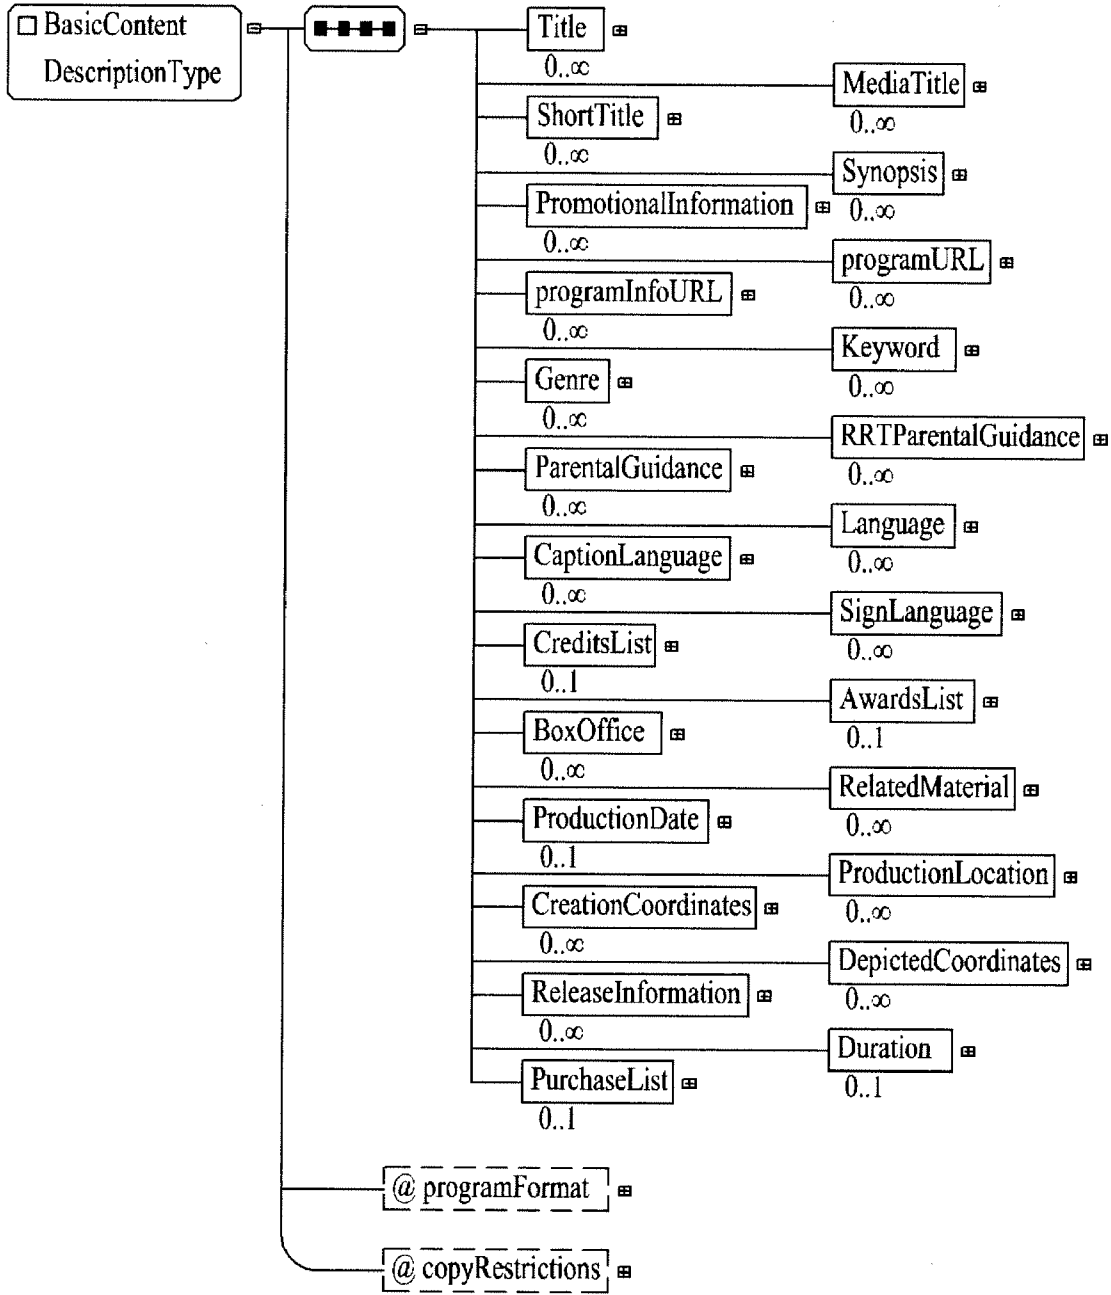 BasicContent
DescriptionType
Title
0..∞
MediaTitle
0..∞
ShortTitle
0..∞
Synopsis
0..∞
PromotionalInformation
0..∞
programURL
0..∞
programInfoURL
0..∞
Keyword
0..∞
Genre
0..∞
RRTParentalGuidance
0..∞
ParentalGuidance
0..∞
Language
0..∞
CaptionLanguage
0..∞
SignLanguage
0..∞
CreditsList
0..1
AwardsList
0..1
BoxOffice
0..∞
RelatedMaterial
0..∞
ProductionDate
0..1
ProductionLocation
0..∞
CreationCoordinates
0..∞
DepictedCoordinates
0..∞
ReleaseInformation
0..∞
Duration
0..1
PurchaseList
0..1
@ programFormat
@ copyRestrictions